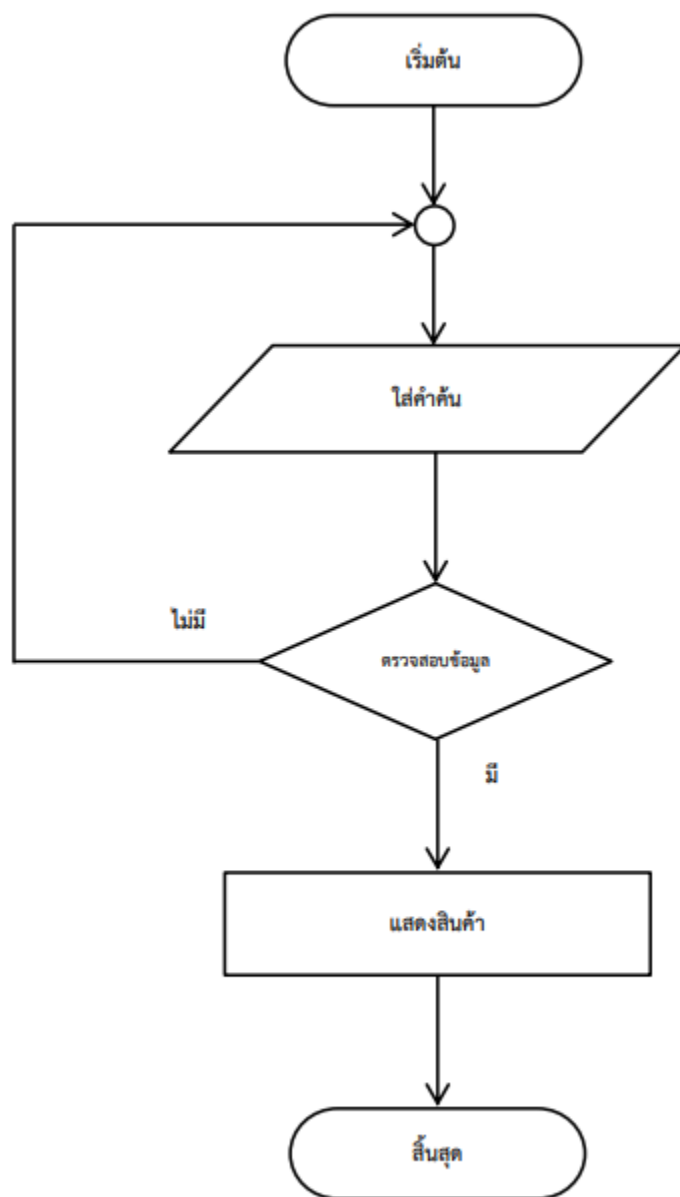 เริ่มต้น
ใส่คำค้น
ไม่มี
ตรวจสอบข้อมูล
มี
แสดงสินค้า
สิ้นสุด